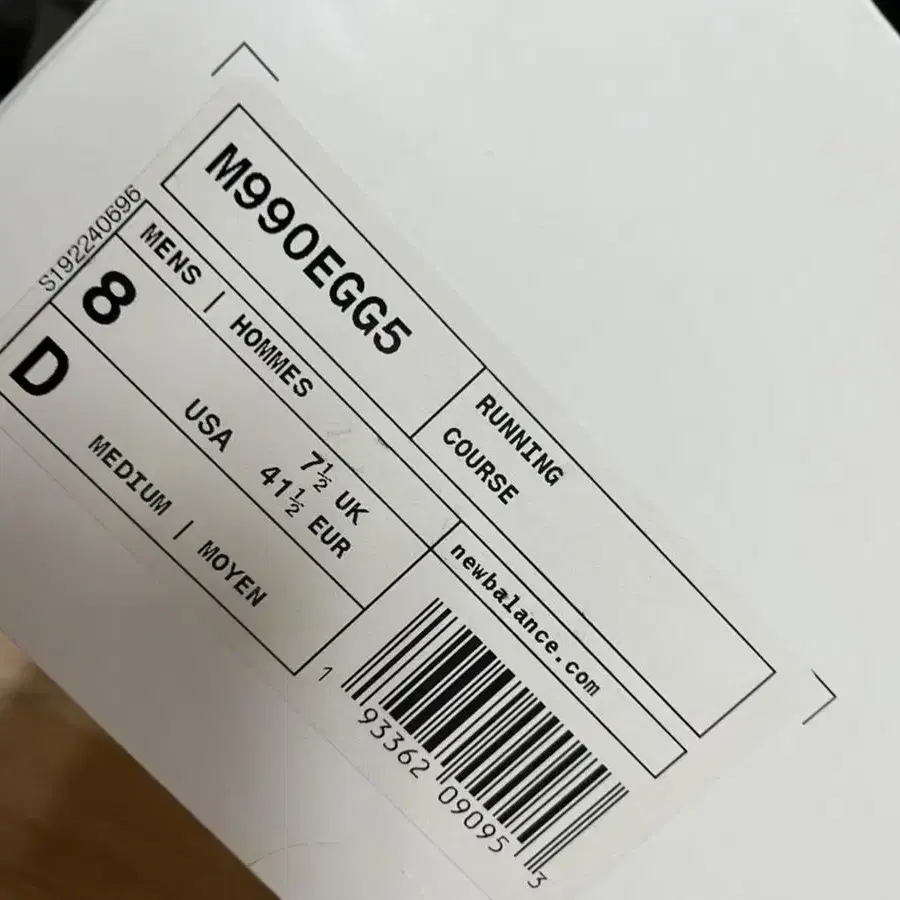 M990EGG5
RUNNING
COURSE
S192240696
MENS | HOMMES
8
USA
7½ UK
41½ EUR
D
MEDIUM | MOYEN
newbalance.com
1 93362 09095 3